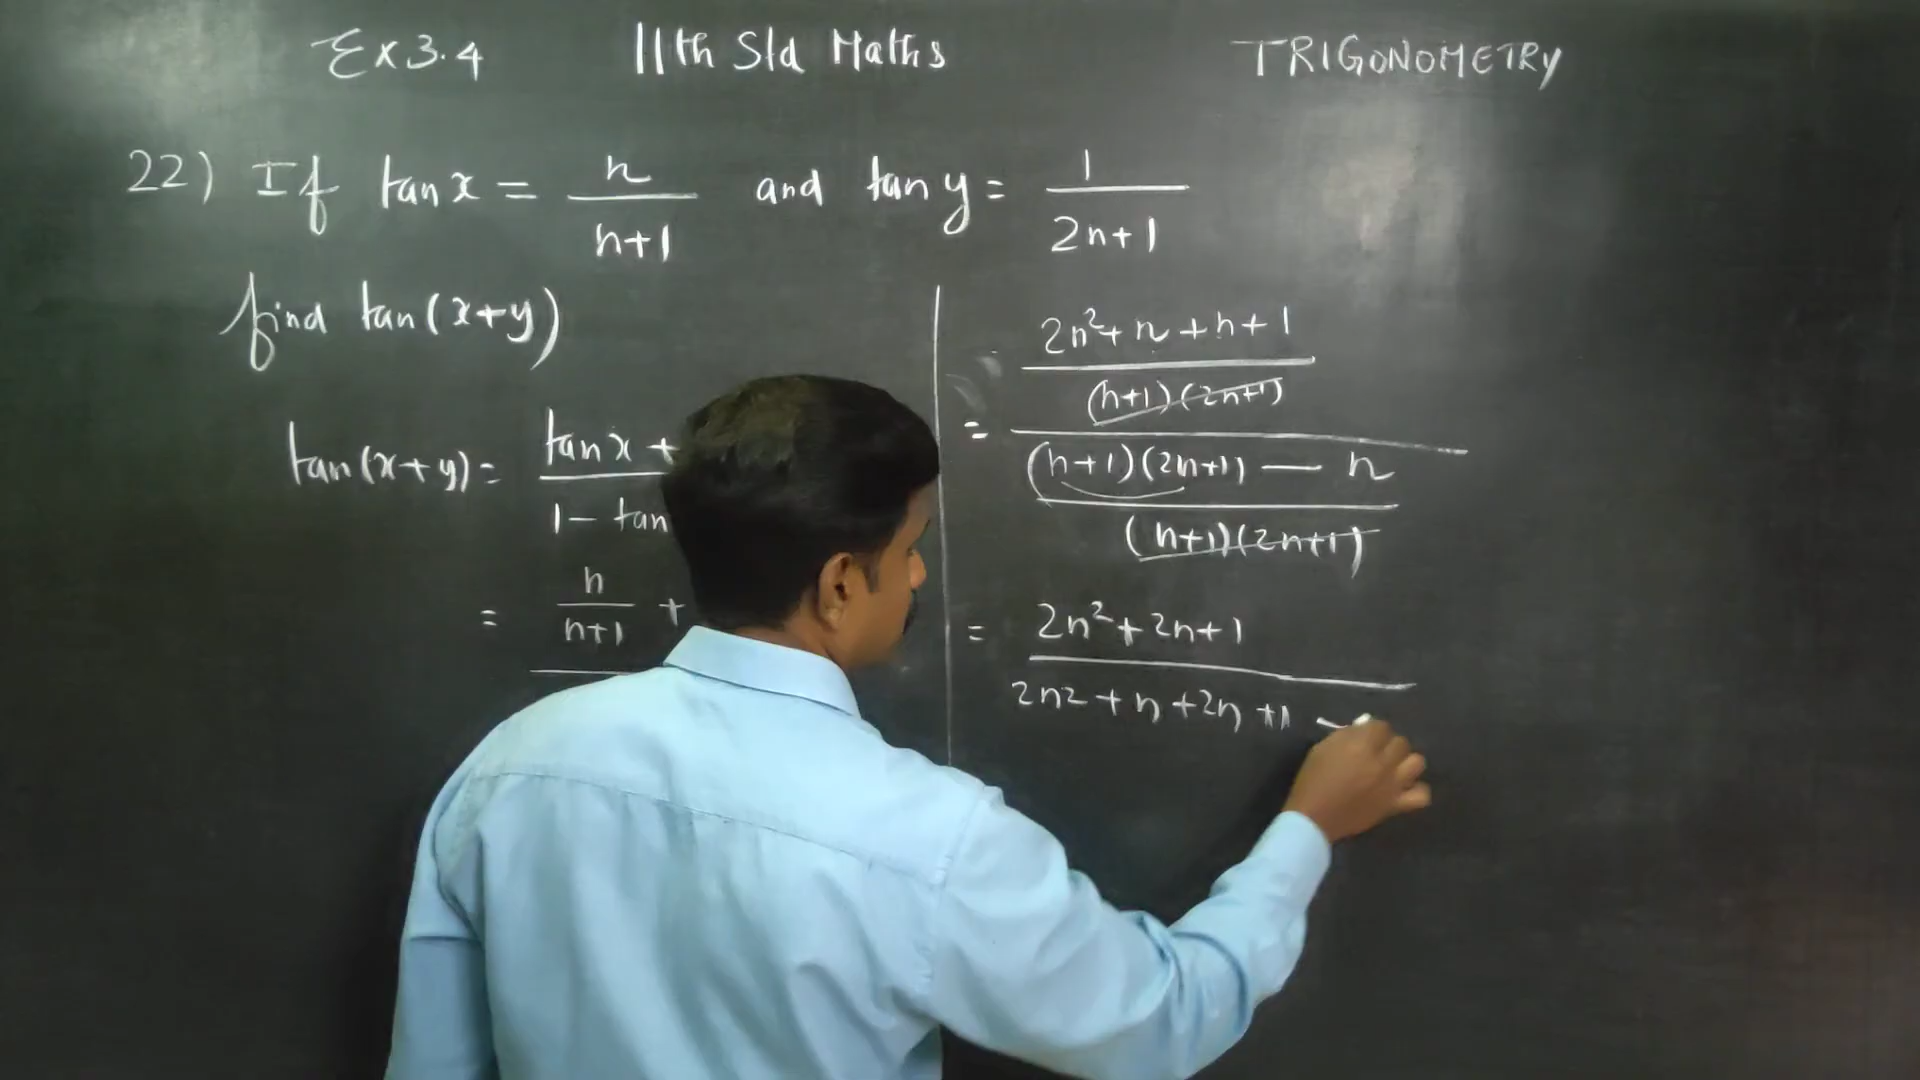 Ex 3.4 11th Std Maths TRIGONOMETRY
22) If tan x = n/(n+1) and tan y = 1/(2n+1)
find tan(x+y)
tan(x+y) = tan x +
1 - tan
= n/(n+1) +
= 2n²+n+n+1
(n+1)(2n+1)
(n+1)(2n+1) — n
(n+1)(2n+1)
= 2n²+2n+1
2n2+n+2n+1 -